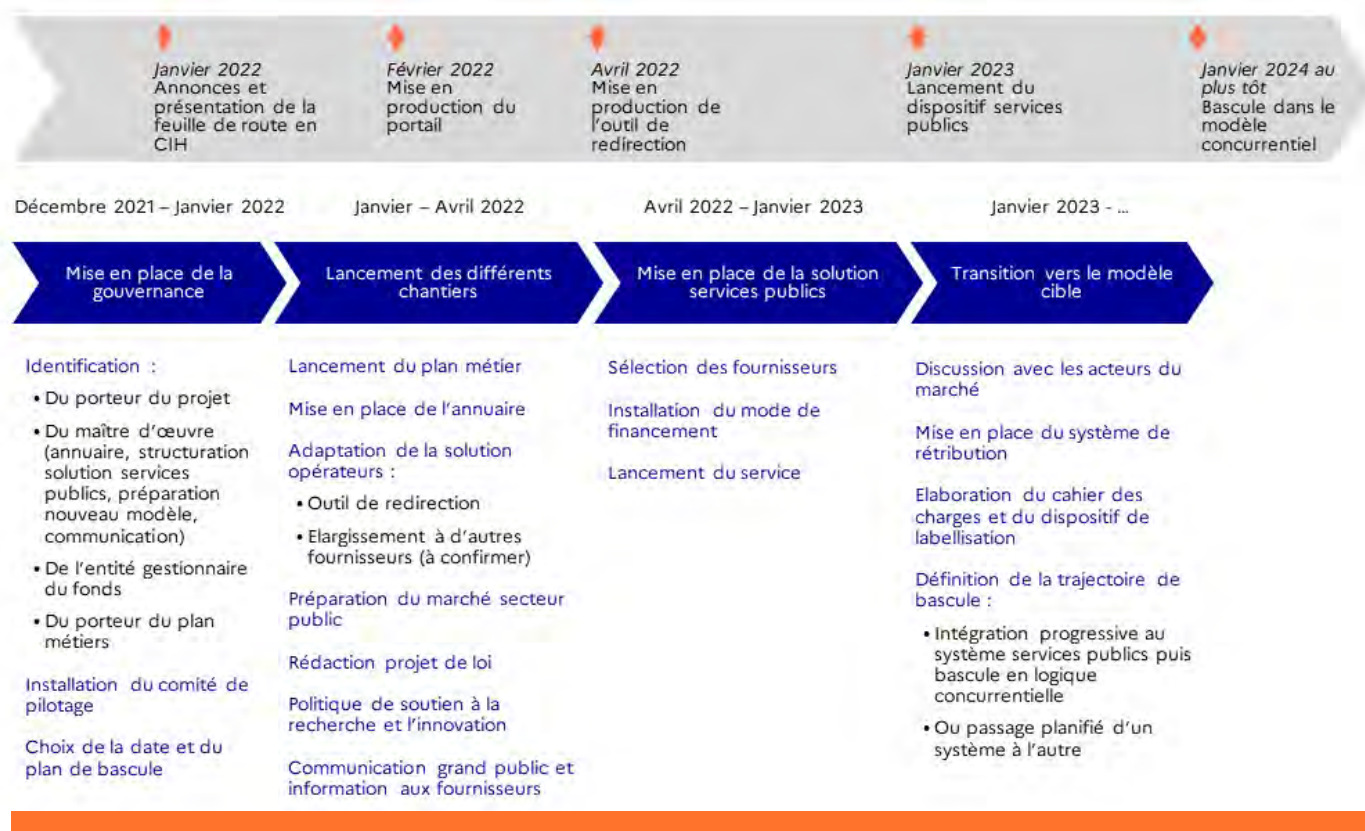 Janvier 2022
Annonces et
présentation de la
feuille de route en
CIH
Février 2022
Mise en
production du
portail
Avril 2022
Mise en
production de
l'outil de
redirection
Janvier 2023
Lancement du
dispositif services
publics
Janvier 2024 au
plus tôt
Bascule dans le
modèle
concurrentiel
Décembre 2021 – Janvier 2022
Janvier – Avril 2022
Avril 2022 – Janvier 2023
Janvier 2023 - ...
Mise en place de la
gouvernance
Lancement des différents
chantiers
Mise en place de la solution
services publics
Transition vers le modèle
cible
Identification :
• Du porteur du projet
• Du maître d'œuvre
(annuaire, structuration
solution services
publics, préparation
nouveau modèle,
communication)
• De l'entité gestionnaire
du fonds
• Du porteur du plan
métiers
Installation du comité de
pilotage
Choix de la date et du
plan de bascule
Lancement du plan métier
Mise en place de l'annuaire
Adaptation de la solution
opérateurs :
• Outil de redirection
• Elargissement à d'autres
fournisseurs (à confirmer)
Préparation du marché secteur
public
Rédaction projet de loi
Politique de soutien à la
recherche et l'innovation
Communication grand public et
information aux fournisseurs
Sélection des fournisseurs
Installation du mode de
financement
Lancement du service
Discussion avec les acteurs du
marché
Mise en place du système de
rétribution
Elaboration du cahier des
charges et du dispositif de
labellisation
Définition de la trajectoire de
bascule :
• Intégration progressive au
système services publics puis
bascule en logique
concurrentielle
• Ou passage planifié d'un
système à l'autre